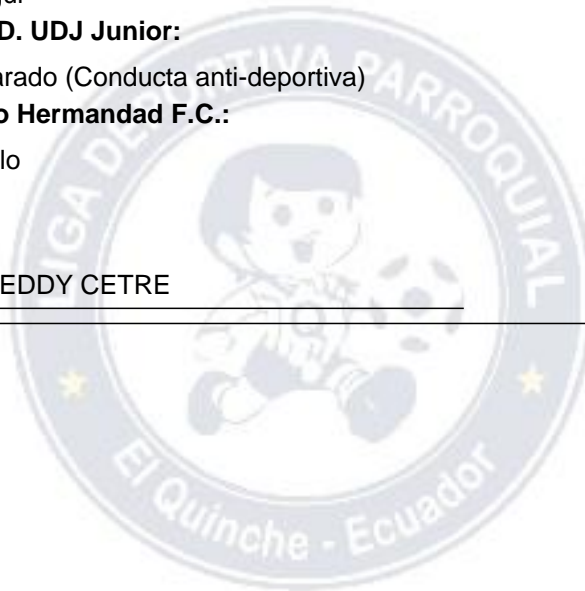 D. UDJ Junior:
arado (Conducta anti-deportiva)
o Hermandad F.C.:
lo
EDDY CETRE
LIGA DEPORTIVA PARROQUIAL
El Quinche - Ecuador